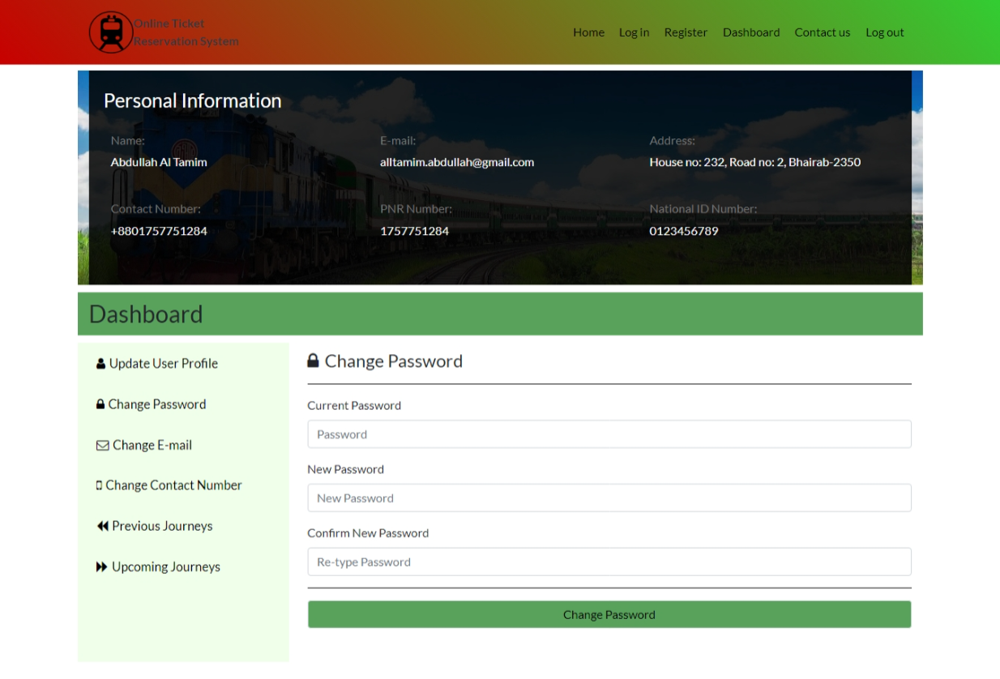 Online Ticket
Reservation System
Home Log in Register Dashboard Contact us Log out
Personal Information
Name: E-mail: Address:
Abdullah Al Tamim alltamim.abdullah@gmail.com House no: 232, Road no: 2, Bhairab-2350
Contact Number: PNR Number: National ID Number:
+8801757751284 1757751284 0123456789
Dashboard
Update User Profile
Change Password
Change E-mail
Change Contact Number
Previous Journeys
Upcoming Journeys
Change Password
Current Password
Password
New Password
New Password
Confirm New Password
Re-type Password
Change Password